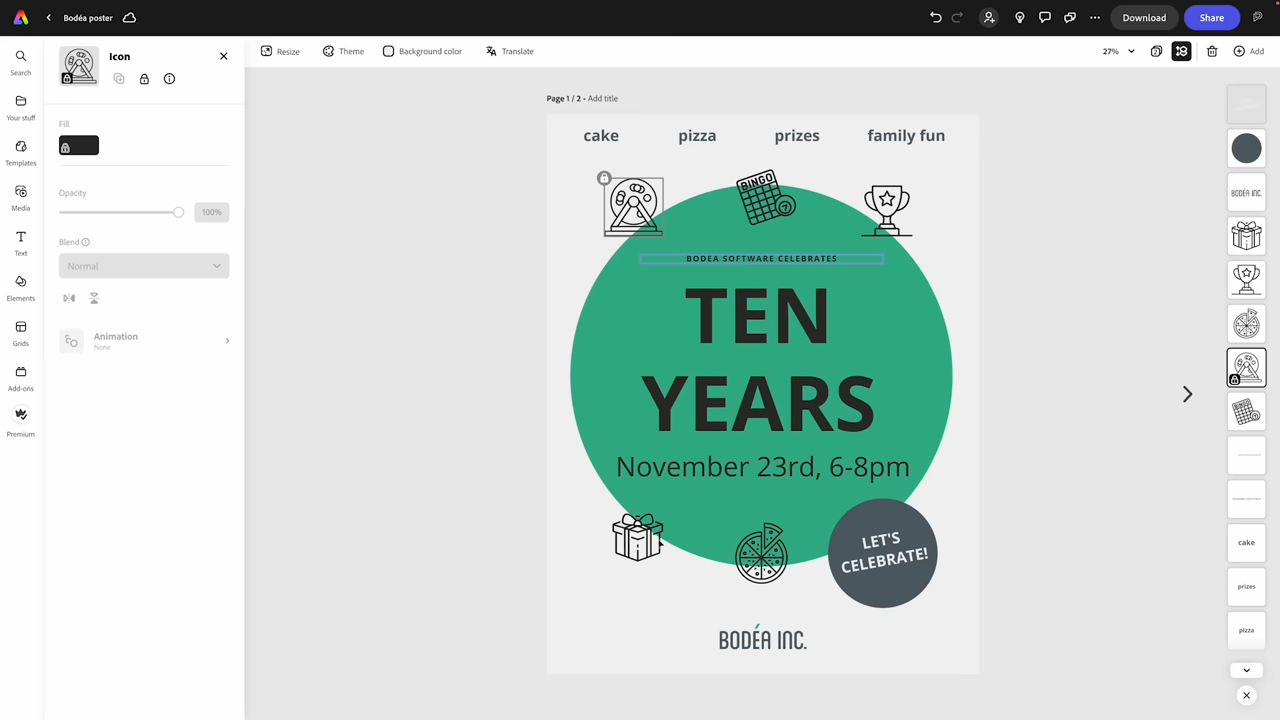 Bodéa poster
Download
Share
Icon
Resize
Theme
Background color
Translate
27%
2
Add
Search
Your stuff
Templates
Media
Text
Elements
Grids
Add-ons
Premium
Fill
Opacity
100%
Blend
Normal
Animation
None
Page 1 / 2 - Add title
cake
pizza
prizes
family fun
BINGO
7
BODEA SOFTWARE CELEBRATES
TEN
YEARS
November 23rd, 6-8pm
LET'S
CELEBRATE!
BODÉA INC.
BODÉA INC.
cake
prizes
pizza